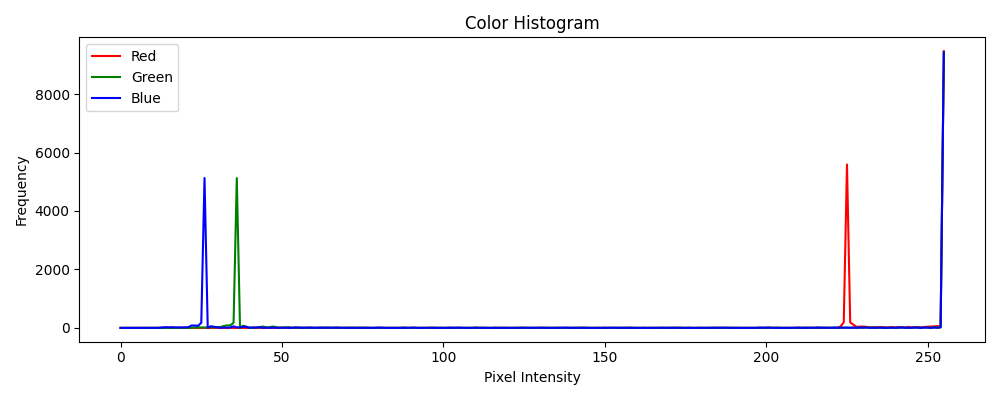 Color Histogram
Red
Green
Blue
8000
6000
4000
2000
0
Frequency
0 50 100 150 200 250
Pixel Intensity